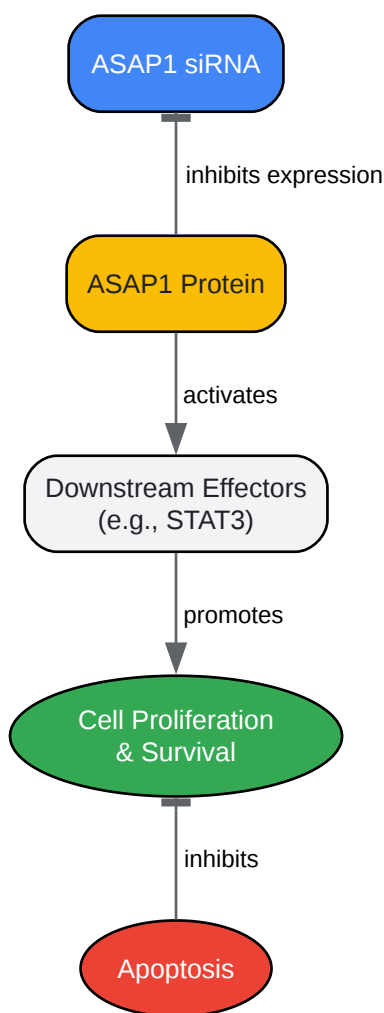 ASAP1 siRNA
inhibits expression
ASAP1 Protein
activates
Downstream Effectors
(e.g., STAT3)
promotes
Cell Proliferation
& Survival
inhibits
Apoptosis